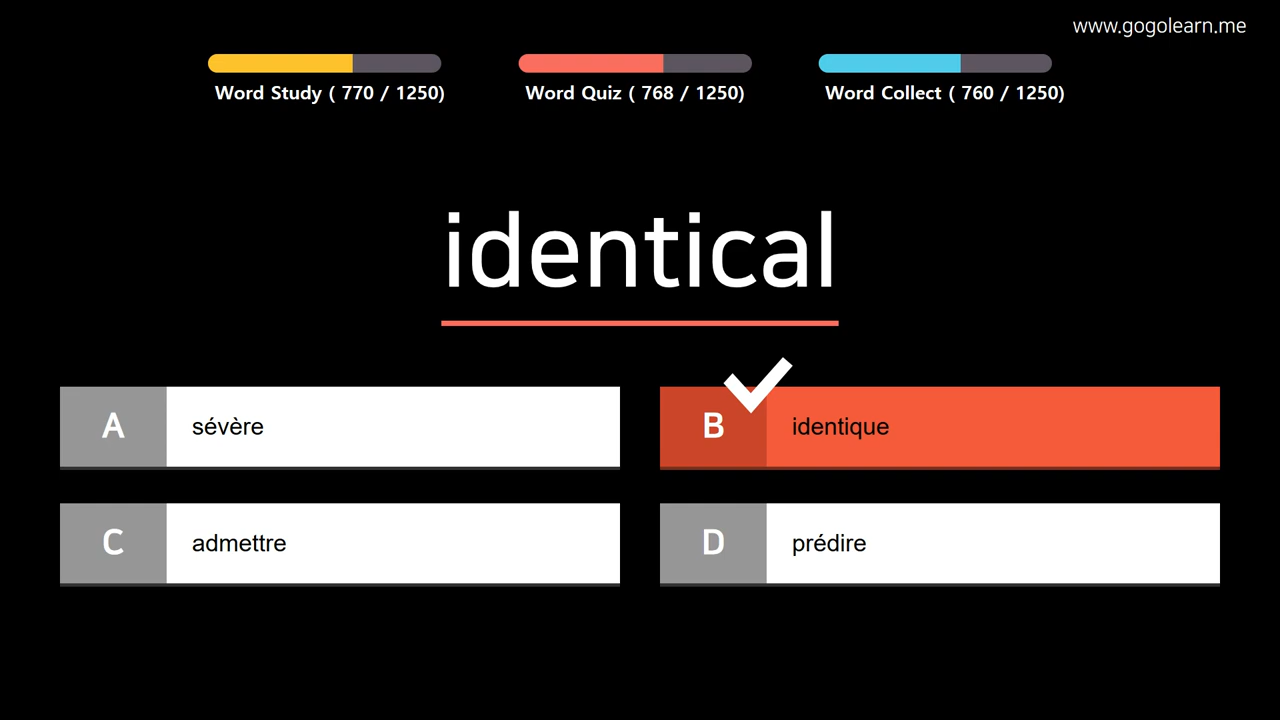 www.gogolearn.me
Word Study ( 770 / 1250)
Word Quiz ( 768 / 1250)
Word Collect ( 760 / 1250)
identical
A
sévère
B
identique
C
admettre
D
prédire